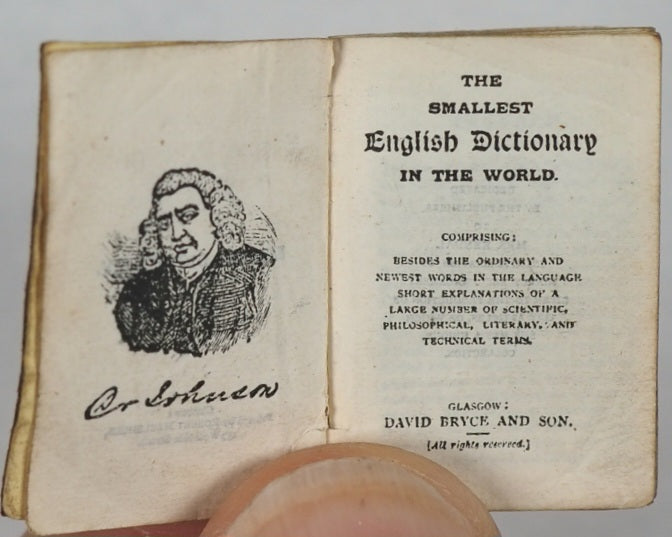 Dr Johnson
THE
SMALLEST
English Dictionary
IN THE WORLD.
COMPRISING:
BESIDES THE ORDINARY AND
NEWEST WORDS IN THE LANGUAGE
SHORT EXPLANATIONS OF A
LARGE NUMBER OF SCIENTIFIC,
PHILOSOPHICAL, LITERARY, AND
TECHNICAL TERMS.
GLASGOW:
DAVID BRYCE AND SON.
[All rights reserved.]